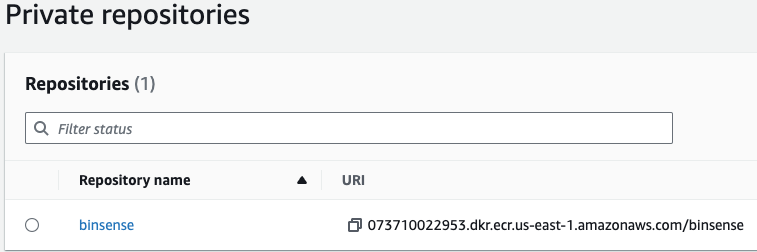 Private repositories
Repositories (1)
Filter status
Repository name URI
binsense 073710022953.dkr.ecr.us-east-1.amazonaws.com/binsense